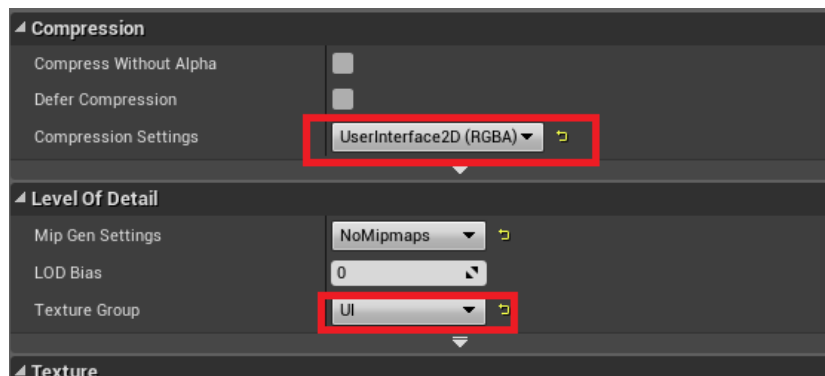 Compression
Compress Without Alpha
Defer Compression
Compression Settings UserInterface2D (RGBA)
Level Of Detail
Mip Gen Settings NoMipmaps
LOD Bias 0
Texture Group UI
Texture